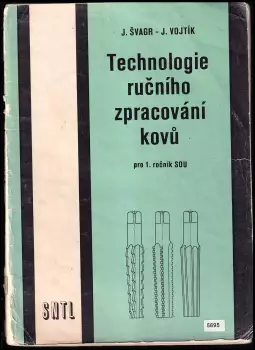 J. ŠVAGR - J. VOJTÍK
Technologie
ručního
zpracování
kovů
pro 1. ročník SOU
SNTL
5695